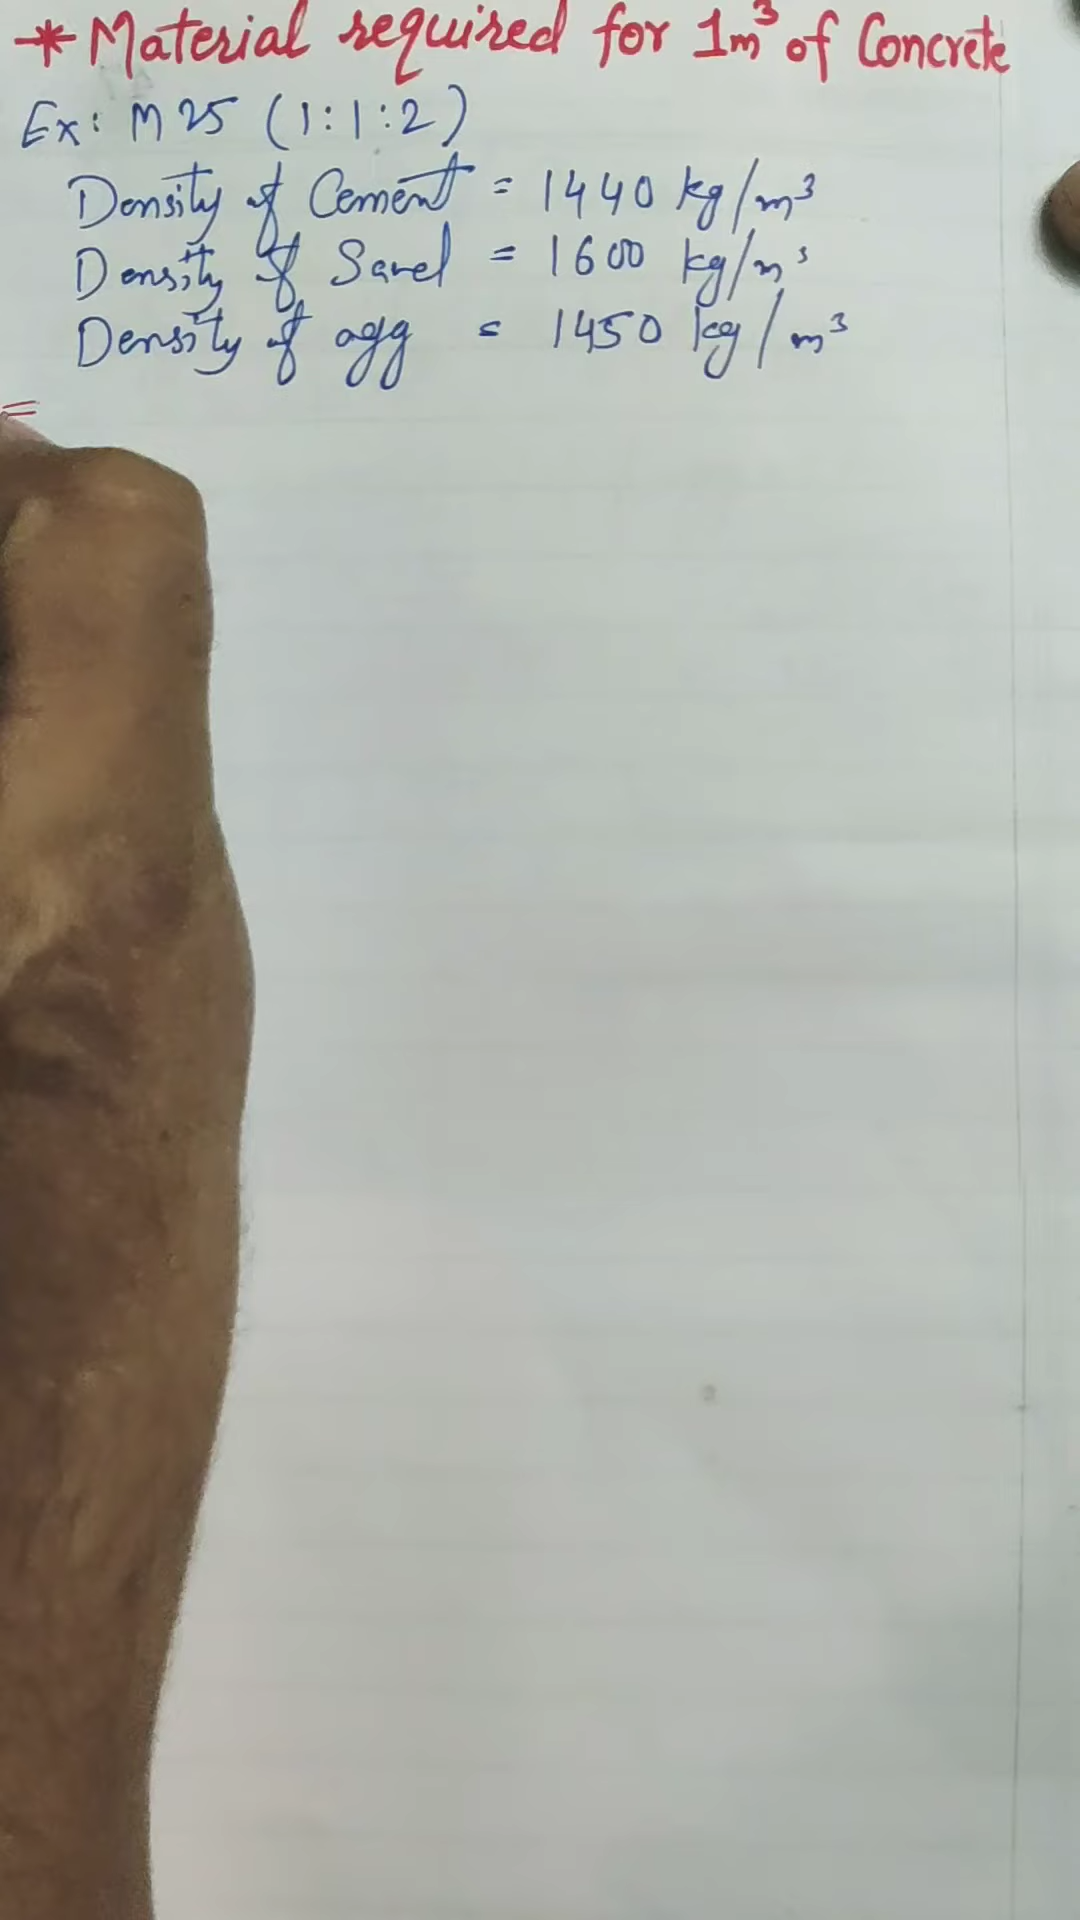 * Material required for 1m³ of Concrete
Ex: M25 (1:1:2)
Density of Cement = 1440 kg/m³
Density of Sand = 1600 kg/m³
Density of agg = 1450 kg/m³
=